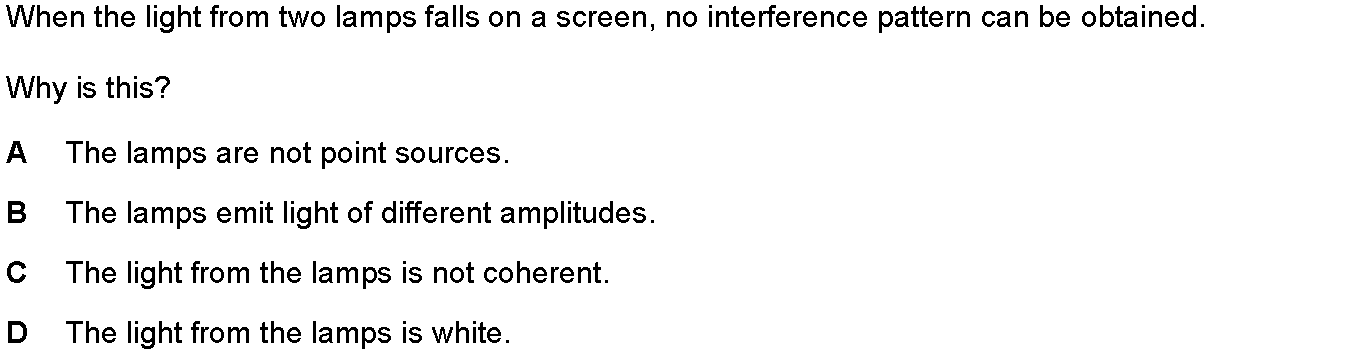 When the light from two lamps falls on a screen, no interference pattern can be obtained.
Why is this?
A The lamps are not point sources.
B The lamps emit light of different amplitudes.
C The light from the lamps is not coherent.
D The light from the lamps is white.